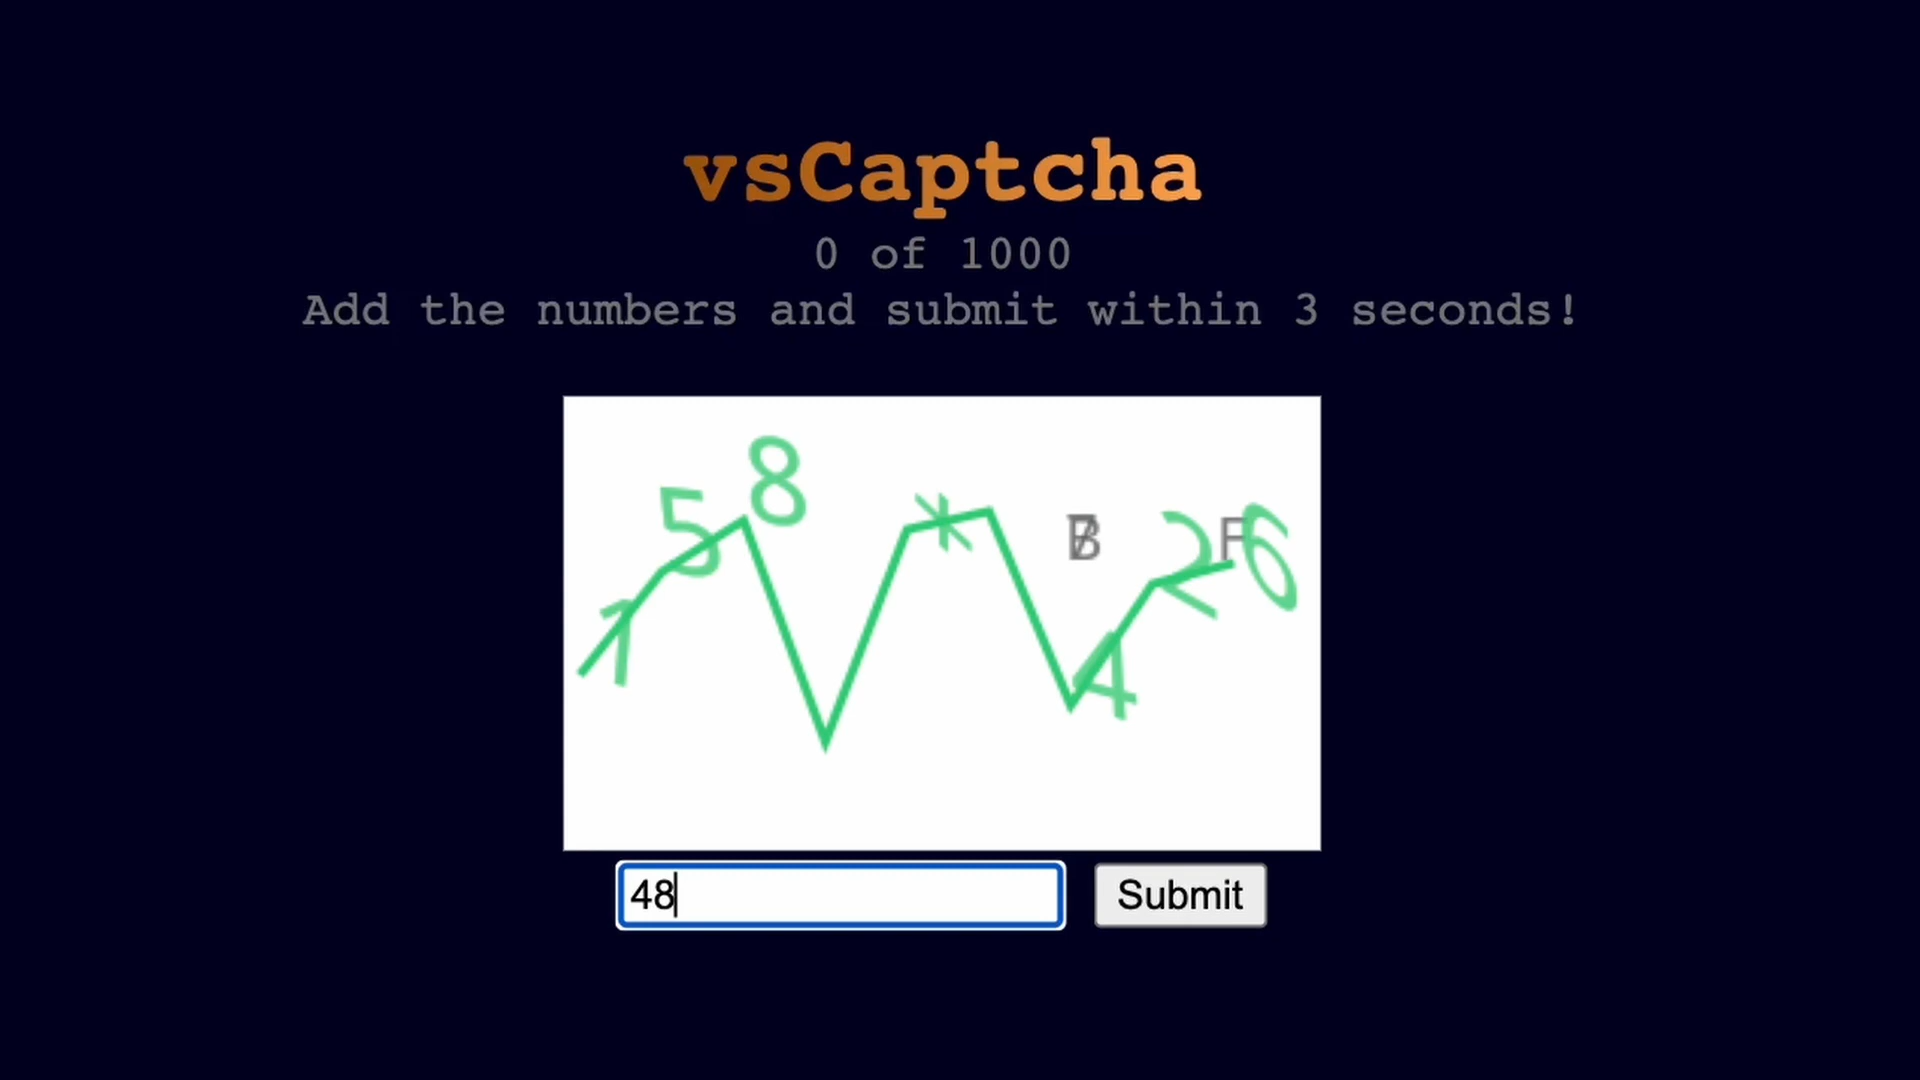 vsCaptcha
0 of 1000
Add the numbers and submit within 3 seconds!
1 5 8 * 4 2 F 6
48
Submit